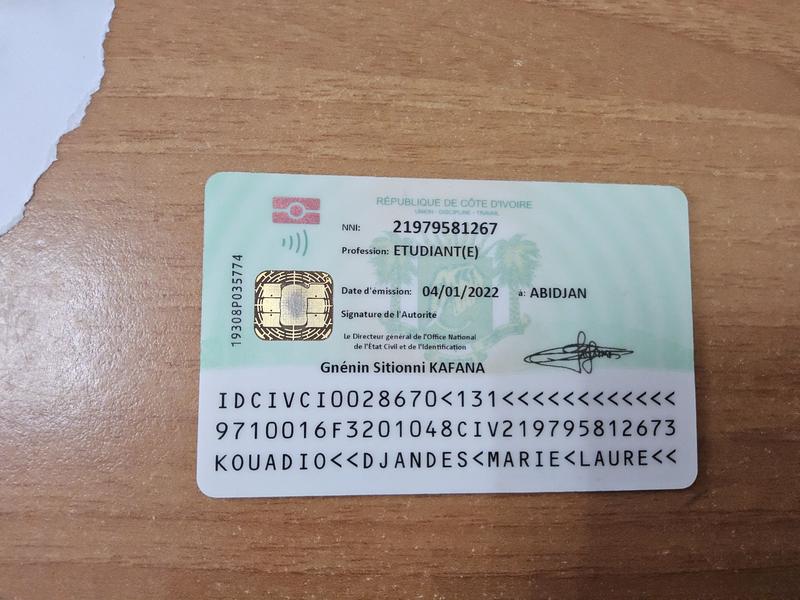 RÉPUBLIQUE DE CÔTE D'IVOIRE
UNION - DISCIPLINE - TRAVAIL
NNI: 21979581267
Profession: ETUDIANT(E)
Date d'émission: 04/01/2022 à: ABIDJAN
Signature de l'Autorité
Le Directeur général de l'Office National
de l'État Civil et de l'Identification
Gnénin Sitionni KAFANA
19308P035774
IDCIVCI0028670<131<<<<<<<<<<<<
9710016F3201048CIV219795812673
KOUADIO<<DJANDES<MARIE<LAURE<<